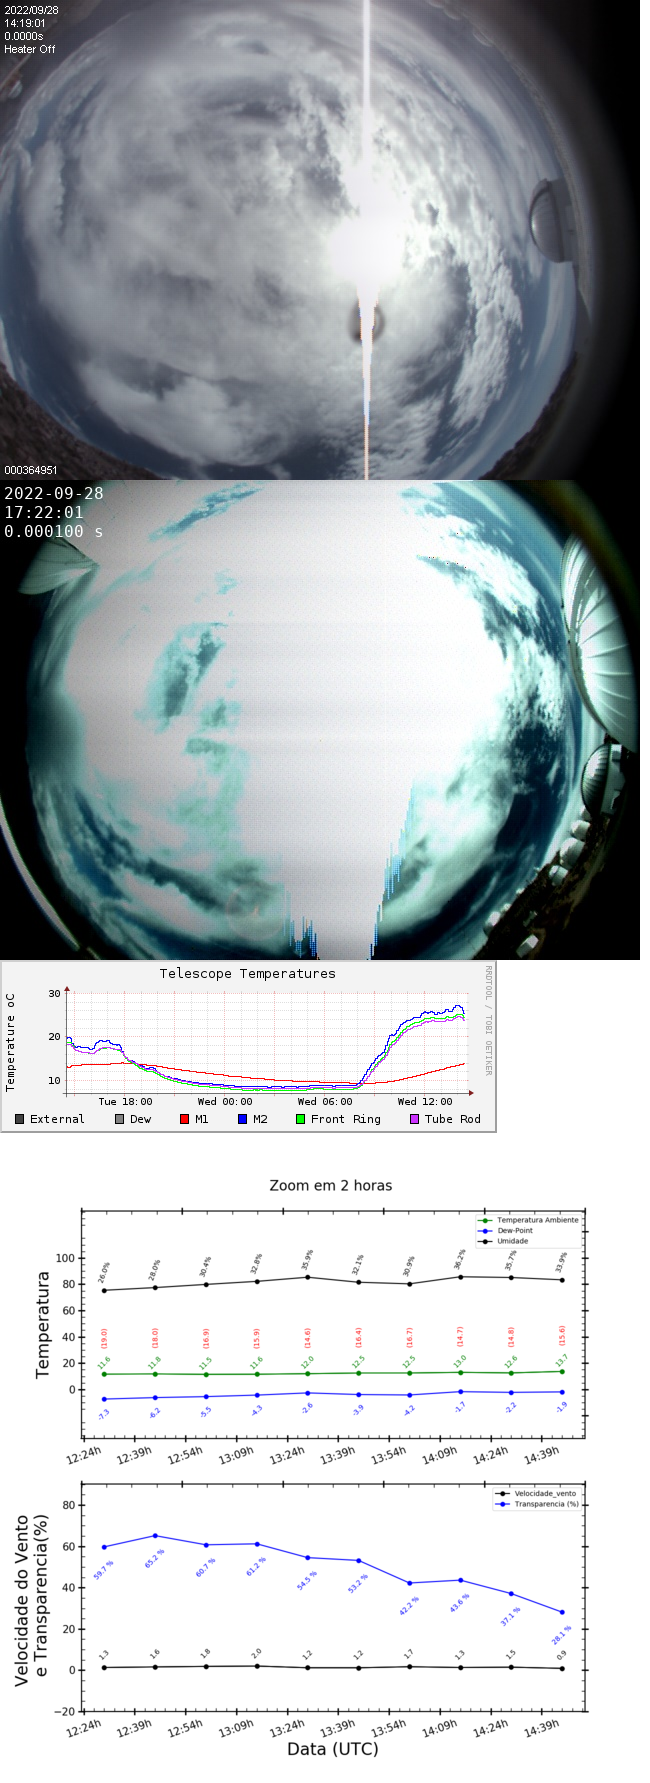 2022/09/28
14:19:01
0.0000s
Heater Off
000364951
2022-09-28
17:22:01
0.000100 s
Telescope Temperatures
RRDTOOL / TOBI OETIKER
Temperature oC
30
20
10
Tue 18:00 Wed 00:00 Wed 06:00 Wed 12:00
External Dew M1 M2 Front Ring Tube Rod
Zoom em 2 horas
Temperatura Ambiente
Dew-Point
Umidade
Temperatura
100
80
60
40
20
0
26.0% 28.0% 30.4% 32.8% 35.9% 32.1% 30.9% 36.2% 35.7% 33.9%
(19.0) (18.0) (16.9) (15.9) (14.6) (16.4) (16.7) (14.7) (14.8) (15.6)
11.6 11.8 11.5 11.6 12.0 12.5 12.5 13.0 12.6 13.7
-7.3 -6.2 -5.5 -4.3 -2.6 -3.9 -4.2 -1.7 -2.2 -1.9
12:24h 12:39h 12:54h 13:09h 13:24h 13:39h 13:54h 14:09h 14:24h 14:39h
Velocidade_vento
Transparencia (%)
Velocidade do Vento
e Transparencia(%)
80
60
40
20
0
−20
59.7 % 65.2 % 60.7 % 61.2 % 54.5 % 53.2 % 42.2 % 43.6 % 37.1 % 28.1 %
1.3 1.6 1.8 2.0 1.2 1.2 1.7 1.3 1.5 0.9
12:24h 12:39h 12:54h 13:09h 13:24h 13:39h 13:54h 14:09h 14:24h 14:39h
Data (UTC)